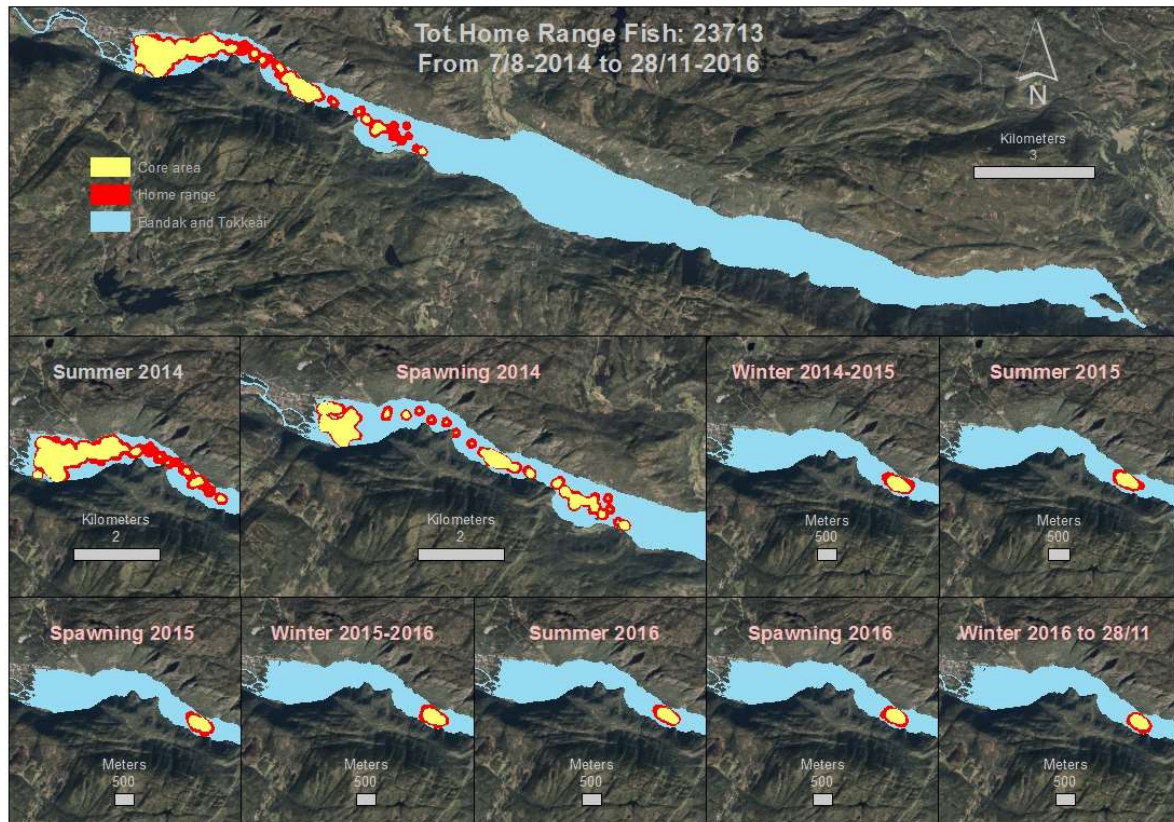 Tot Home Range Fish: 23713
From 7/8-2014 to 28/11-2016
N
Kilometers
3
Core area
Home range
Bandak and Tokkeåi
Summer 2014
Kilometers
2
Spawning 2014
Kilometers
2
Winter 2014-2015
Meters
500
Summer 2015
Meters
500
Spawning 2015
Meters
500
Winter 2015-2016
Meters
500
Summer 2016
Meters
500
Spawning 2016
Meters
500
Winter 2016 to 28/11
Meters
500